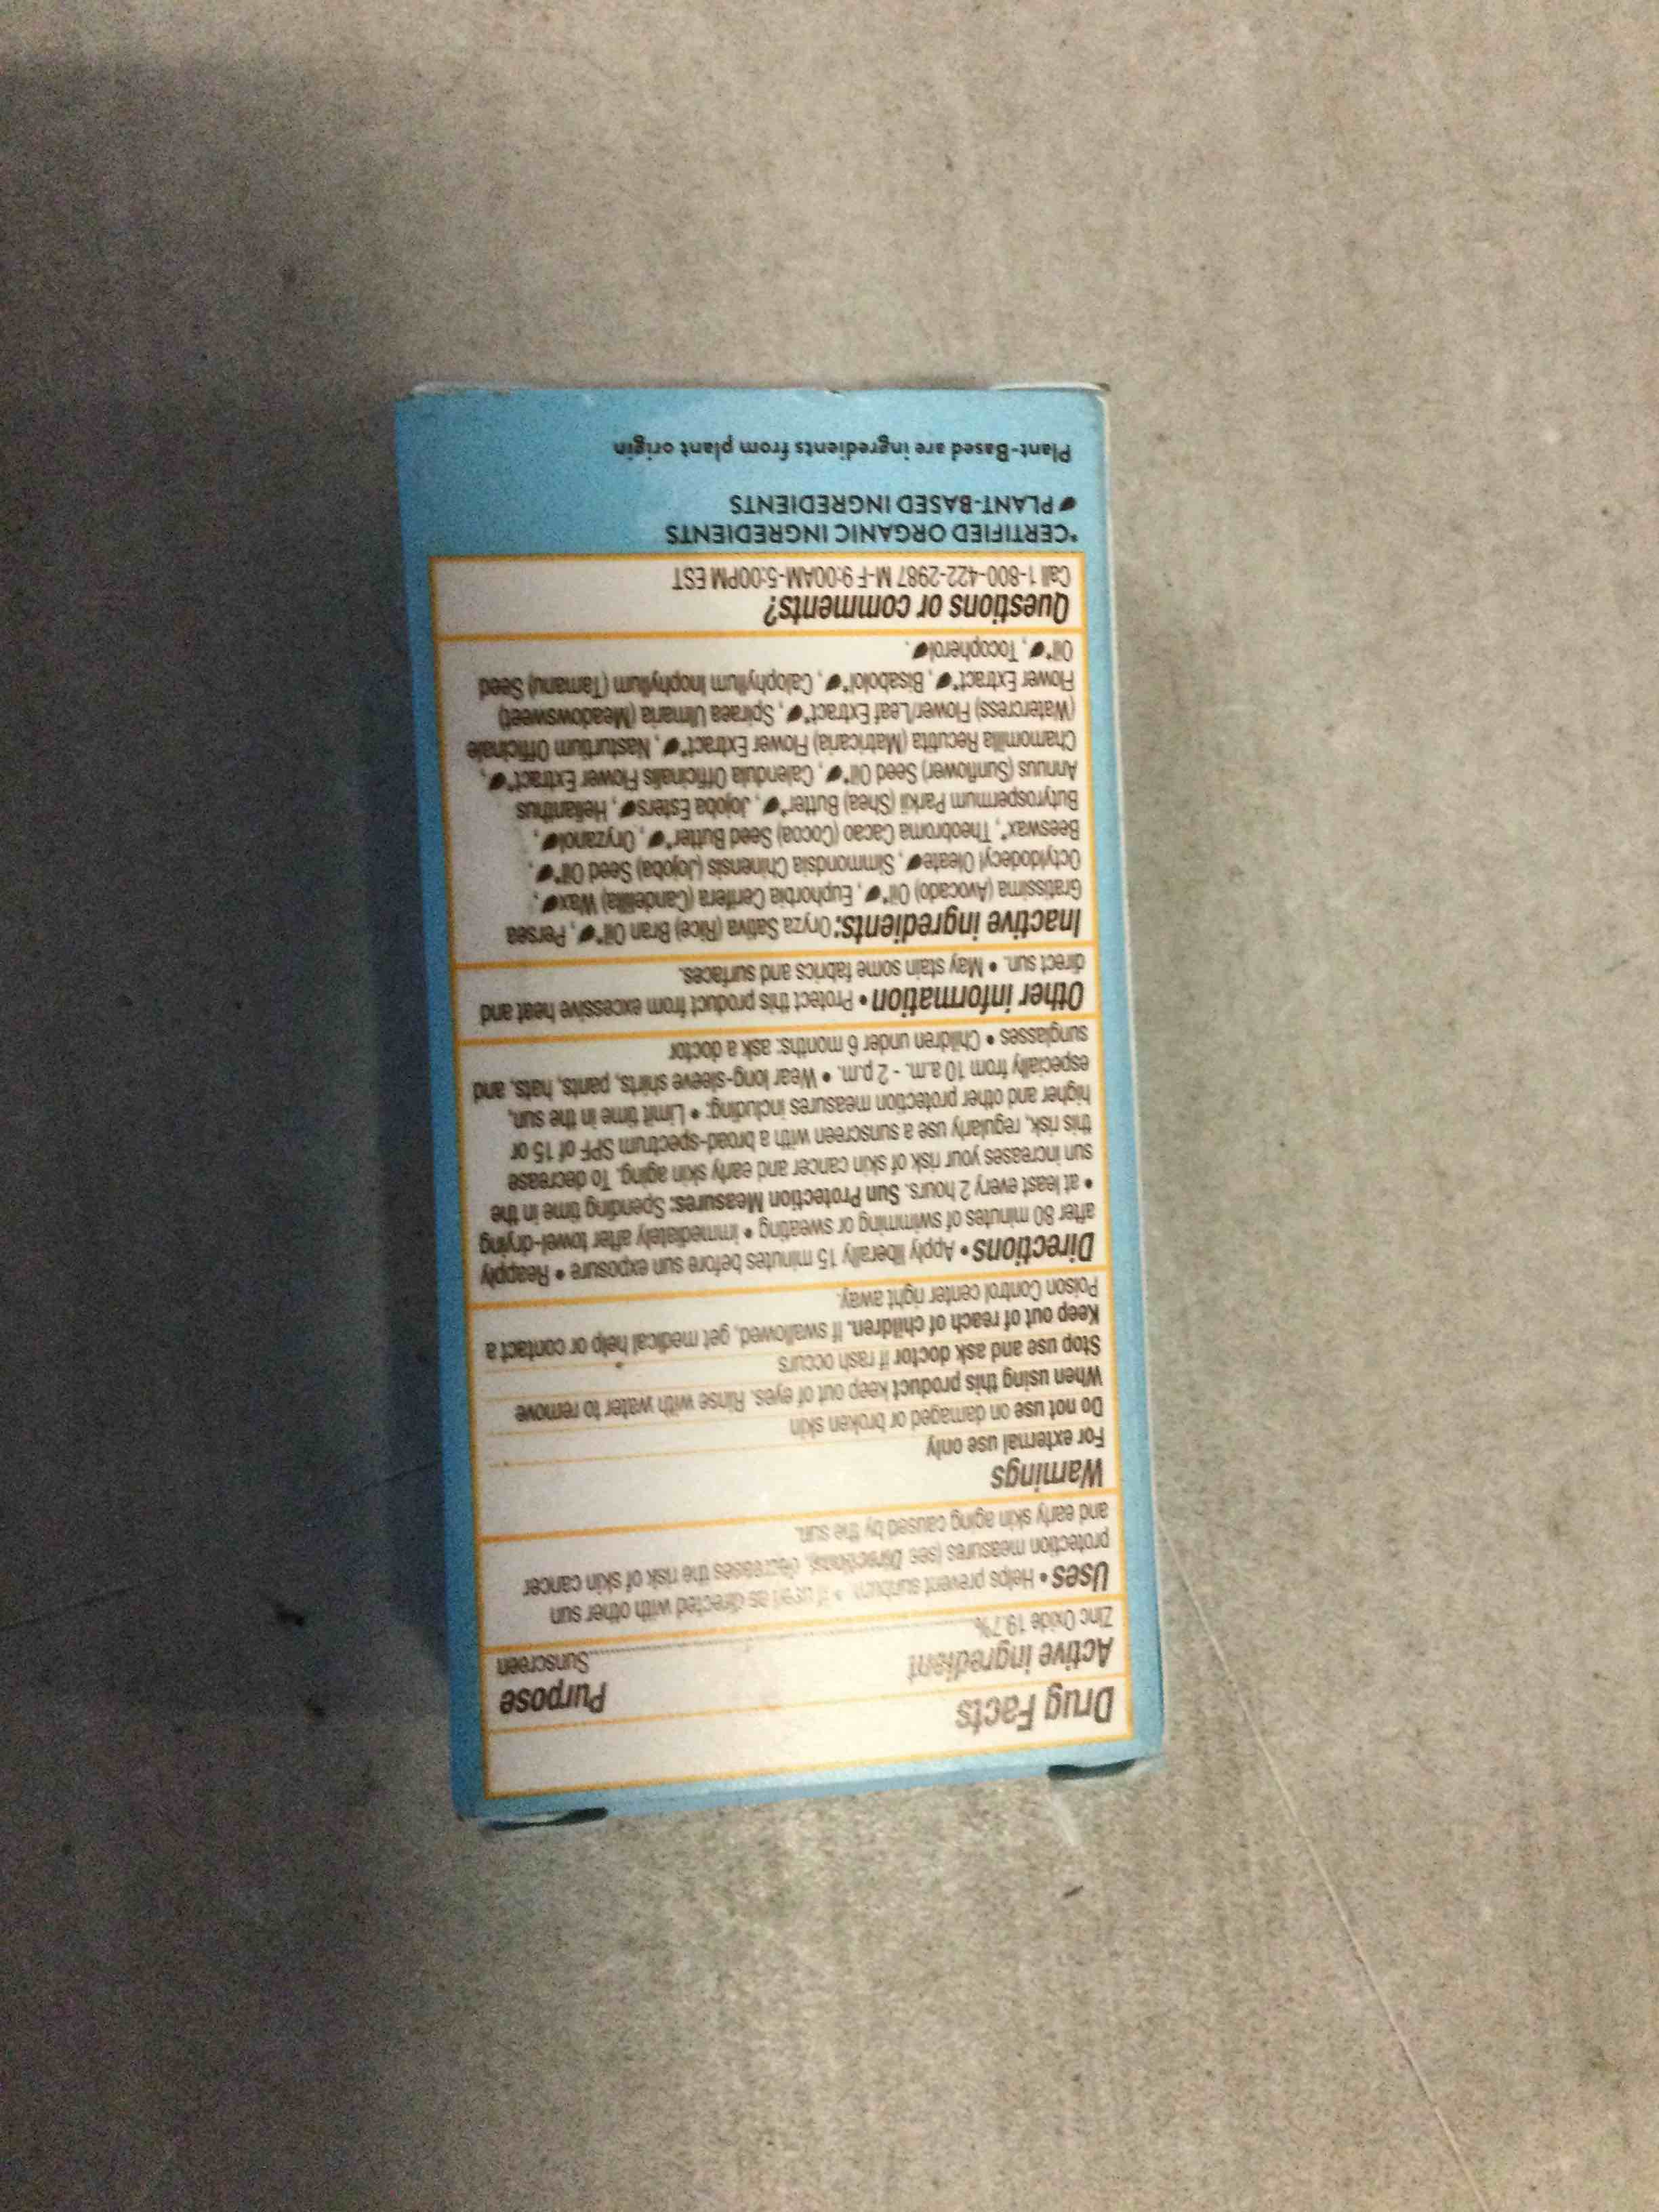 Drug Facts
Active ingredient Purpose
Zinc Oxide 19.7%..........................................Sunscreen
Uses • Helps prevent sunburn • if used as directed with other sun
protection measures (see Directions), decreases the risk of skin cancer
and early skin aging caused by the sun.
Warnings
For external use only
Do not use on damaged or broken skin
When using this product keep out of eyes. Rinse with water to remove
Stop use and ask doctor if rash occurs
Keep out of reach of children. If swallowed, get medical help or contact a
Poison Control center right away.
Directions • Apply liberally 15 minutes before sun exposure • Reapply
after 80 minutes of swimming or sweating • immediately after towel-drying
• at least every 2 hours. Sun Protection Measures: Spending time in the
sun increases your risk of skin cancer and early skin aging. To decrease
this risk, regularly use a sunscreen with a broad-spectrum SPF of 15 or
higher and other protection measures including: • Limit time in the sun,
especially from 10 a.m. - 2 p.m. • Wear long-sleeve shirts, pants, hats, and
sunglasses • Children under 6 months: ask a doctor
Other information • Protect this product from excessive heat and
direct sun. • May stain some fabrics and surfaces.
Inactive ingredients: Oryza Sativa (Rice) Bran Oil*, Persea
Gratissima (Avocado) Oil*, Euphorbia Cerifera (Candelilla) Wax,
Octyldodecyl Oleate, Simmondsia Chinensis (Jojoba) Seed Oil*,
Beeswax*, Theobroma Cacao (Cocoa) Seed Butter*, Oryzanol,
Butyrospermum Parkii (Shea) Butter*, Jojoba Esters, Helianthus
Annuus (Sunflower) Seed Oil*, Calendula Officinalis Flower Extract*,
Chamomilla Recutita (Matricaria) Flower Extract*, Nasturtium Officinale
(Watercress) Flower/Leaf Extract*, Spiraea Ulmaria (Meadowsweet)
Flower Extract*, Bisabolol*, Calophyllum Inophyllum (Tamanu) Seed
Oil*, Tocopherol.
Questions or comments?
Call 1-800-422-2987 M-F 9:00AM-5:00PM EST
*CERTIFIED ORGANIC INGREDIENTS
PLANT-BASED INGREDIENTS
Plant-Based are ingredients from plant origin